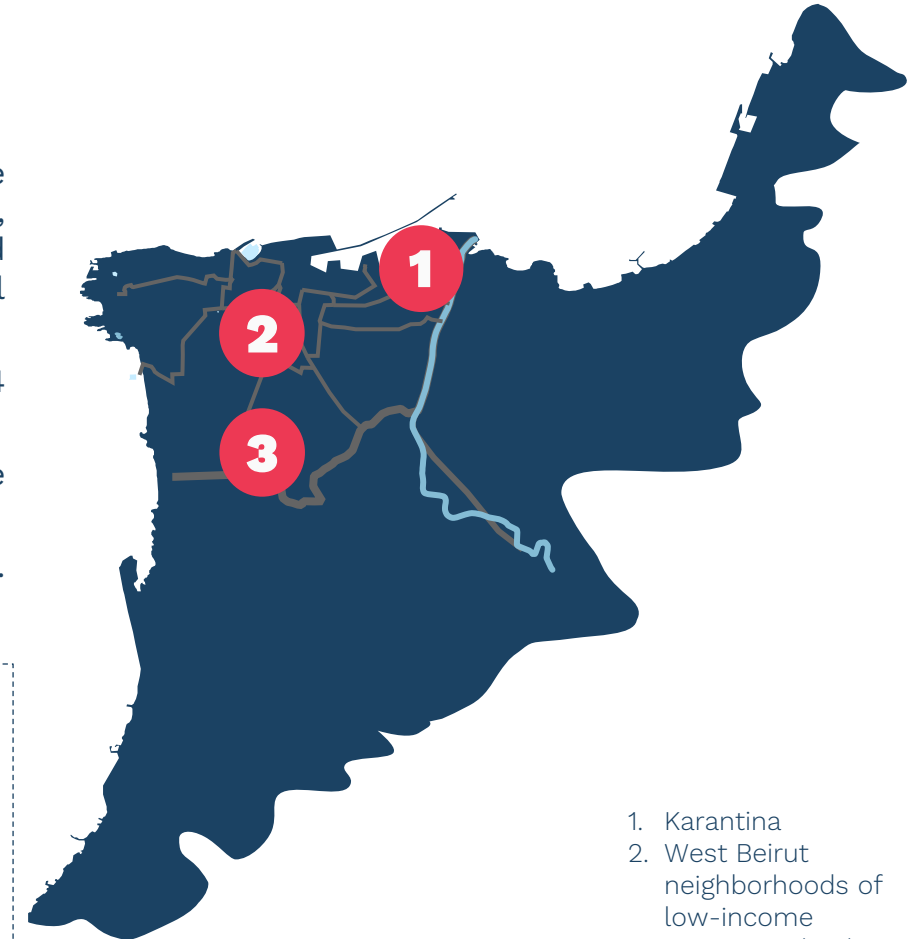 1
2
3
1. Karantina
2. West Beirut
neighborhoods of
low-income